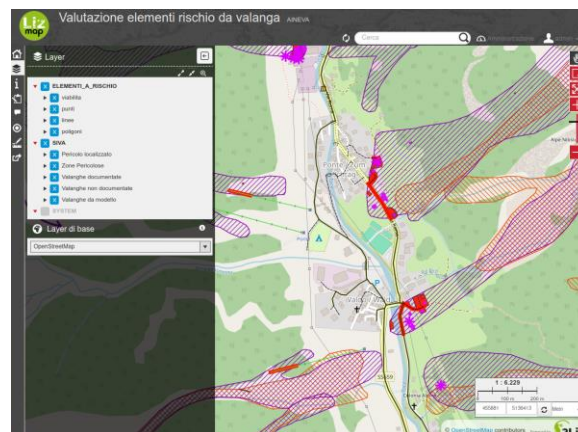 Liz
map
Valutazione elementi rischio da valanga AINEVA
Cerca
Layer
ELEMENTI_A_RISCHIO
viabilita
punti
linee
poligoni
SIVA
Pericolo localizzato
Zone Pericolose
Valanghe documentate
Valanghe non documentate
Valanghe da modello
SYSTEM
Layer di base
OpenStreetMap
P
SS659
1 : 6.229
100 m 200 m
© OpenStreetMap contributors